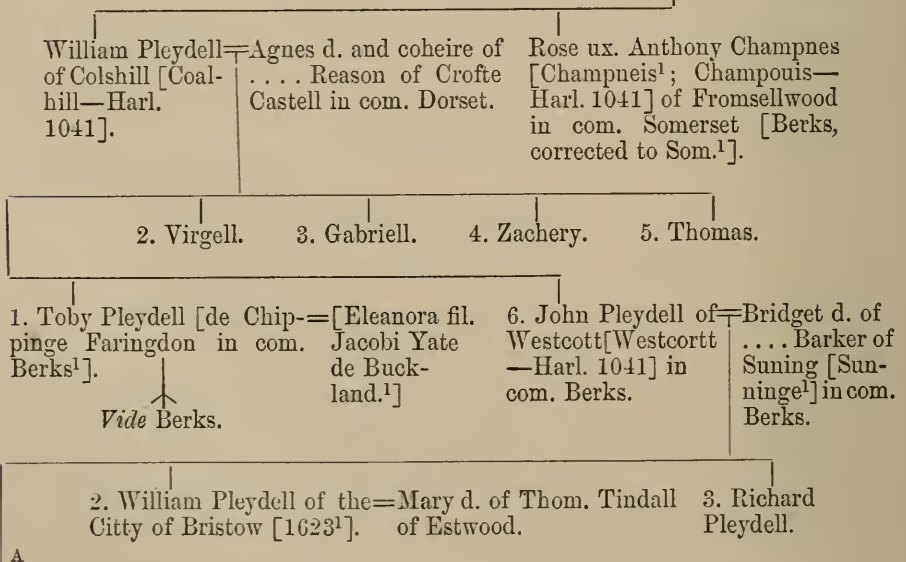 William Pleydell=Agnes d. and coheire of
of Colshill [Coal-
hill—Harl.
1041].
. . . . Reason of Crofte
Castell in com. Dorset.
Rose ux. Anthony Champnes
[Champneis¹; Champouis—
Harl. 1041] of Fromsellwood
in com. Somerset [Berks,
corrected to Som.¹].
2. Virgell. 3. Gabriell. 4. Zachery. 5. Thomas.
1. Toby Pleydell [de Chip-=
pinge Faringdon in com.
Berks¹].
Vide Berks.
[Eleanora fil.
Jacobi Yate
de Buck-
land.¹]
6. John Pleydell of=
Westcott[Westcortt
—Harl. 1041] in
com. Berks.
Bridget d. of
. . . . Barker of
Suning [Sun-
ninge¹] in com.
Berks.
2. William Pleydell of the=
Citty of Bristow [1623¹].
Mary d. of Thom. Tindall
of Estwood.
3. Richard
Pleydell.
A